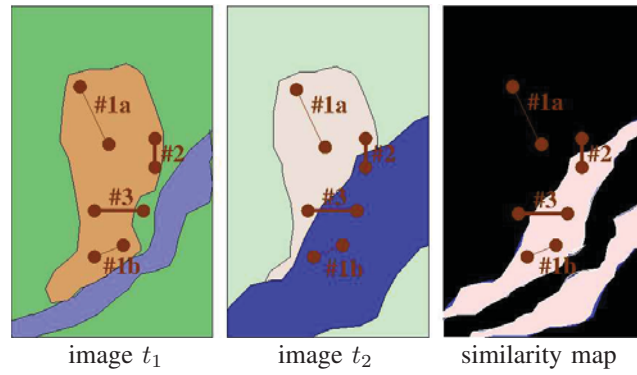 #1a
#2
#3
#1b
image t₁
#1a
#2
#3
#1b
image t₂
#1a
#2
#3
#1b
similarity map